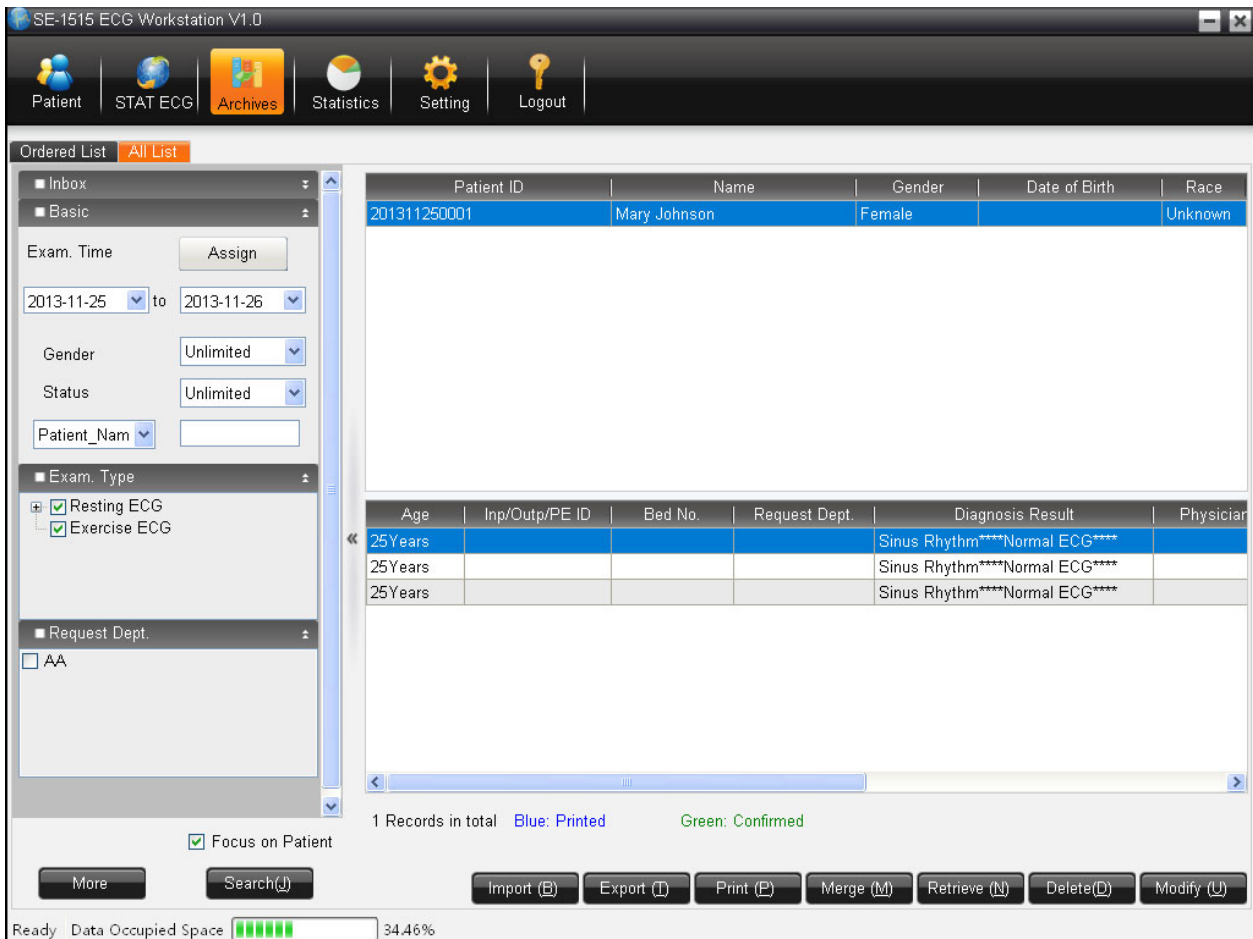 SE-1515 ECG Workstation V1.0
Patient STAT ECG Archives Statistics Setting Logout
Ordered List All List
Inbox
Basic
Exam. Time Assign
2013-11-25 to 2013-11-26
Gender Unlimited
Status Unlimited
Patient_Nam
Exam. Type
Resting ECG
Exercise ECG
Request Dept.
AA
Focus on Patient
More Search(J)
Patient ID Name Gender Date of Birth Race
201311250001 Mary Johnson Female Unknown
Age Inp/Outp/PE ID Bed No. Request Dept. Diagnosis Result Physician
25Years Sinus Rhythm****Normal ECG****
25Years Sinus Rhythm****Normal ECG****
25Years Sinus Rhythm****Normal ECG****
1 Records in total Blue: Printed Green: Confirmed
Import (B) Export (T) Print (P) Merge (M) Retrieve (N) Delete(D) Modify (U)
Ready Data Occupied Space 34.46%